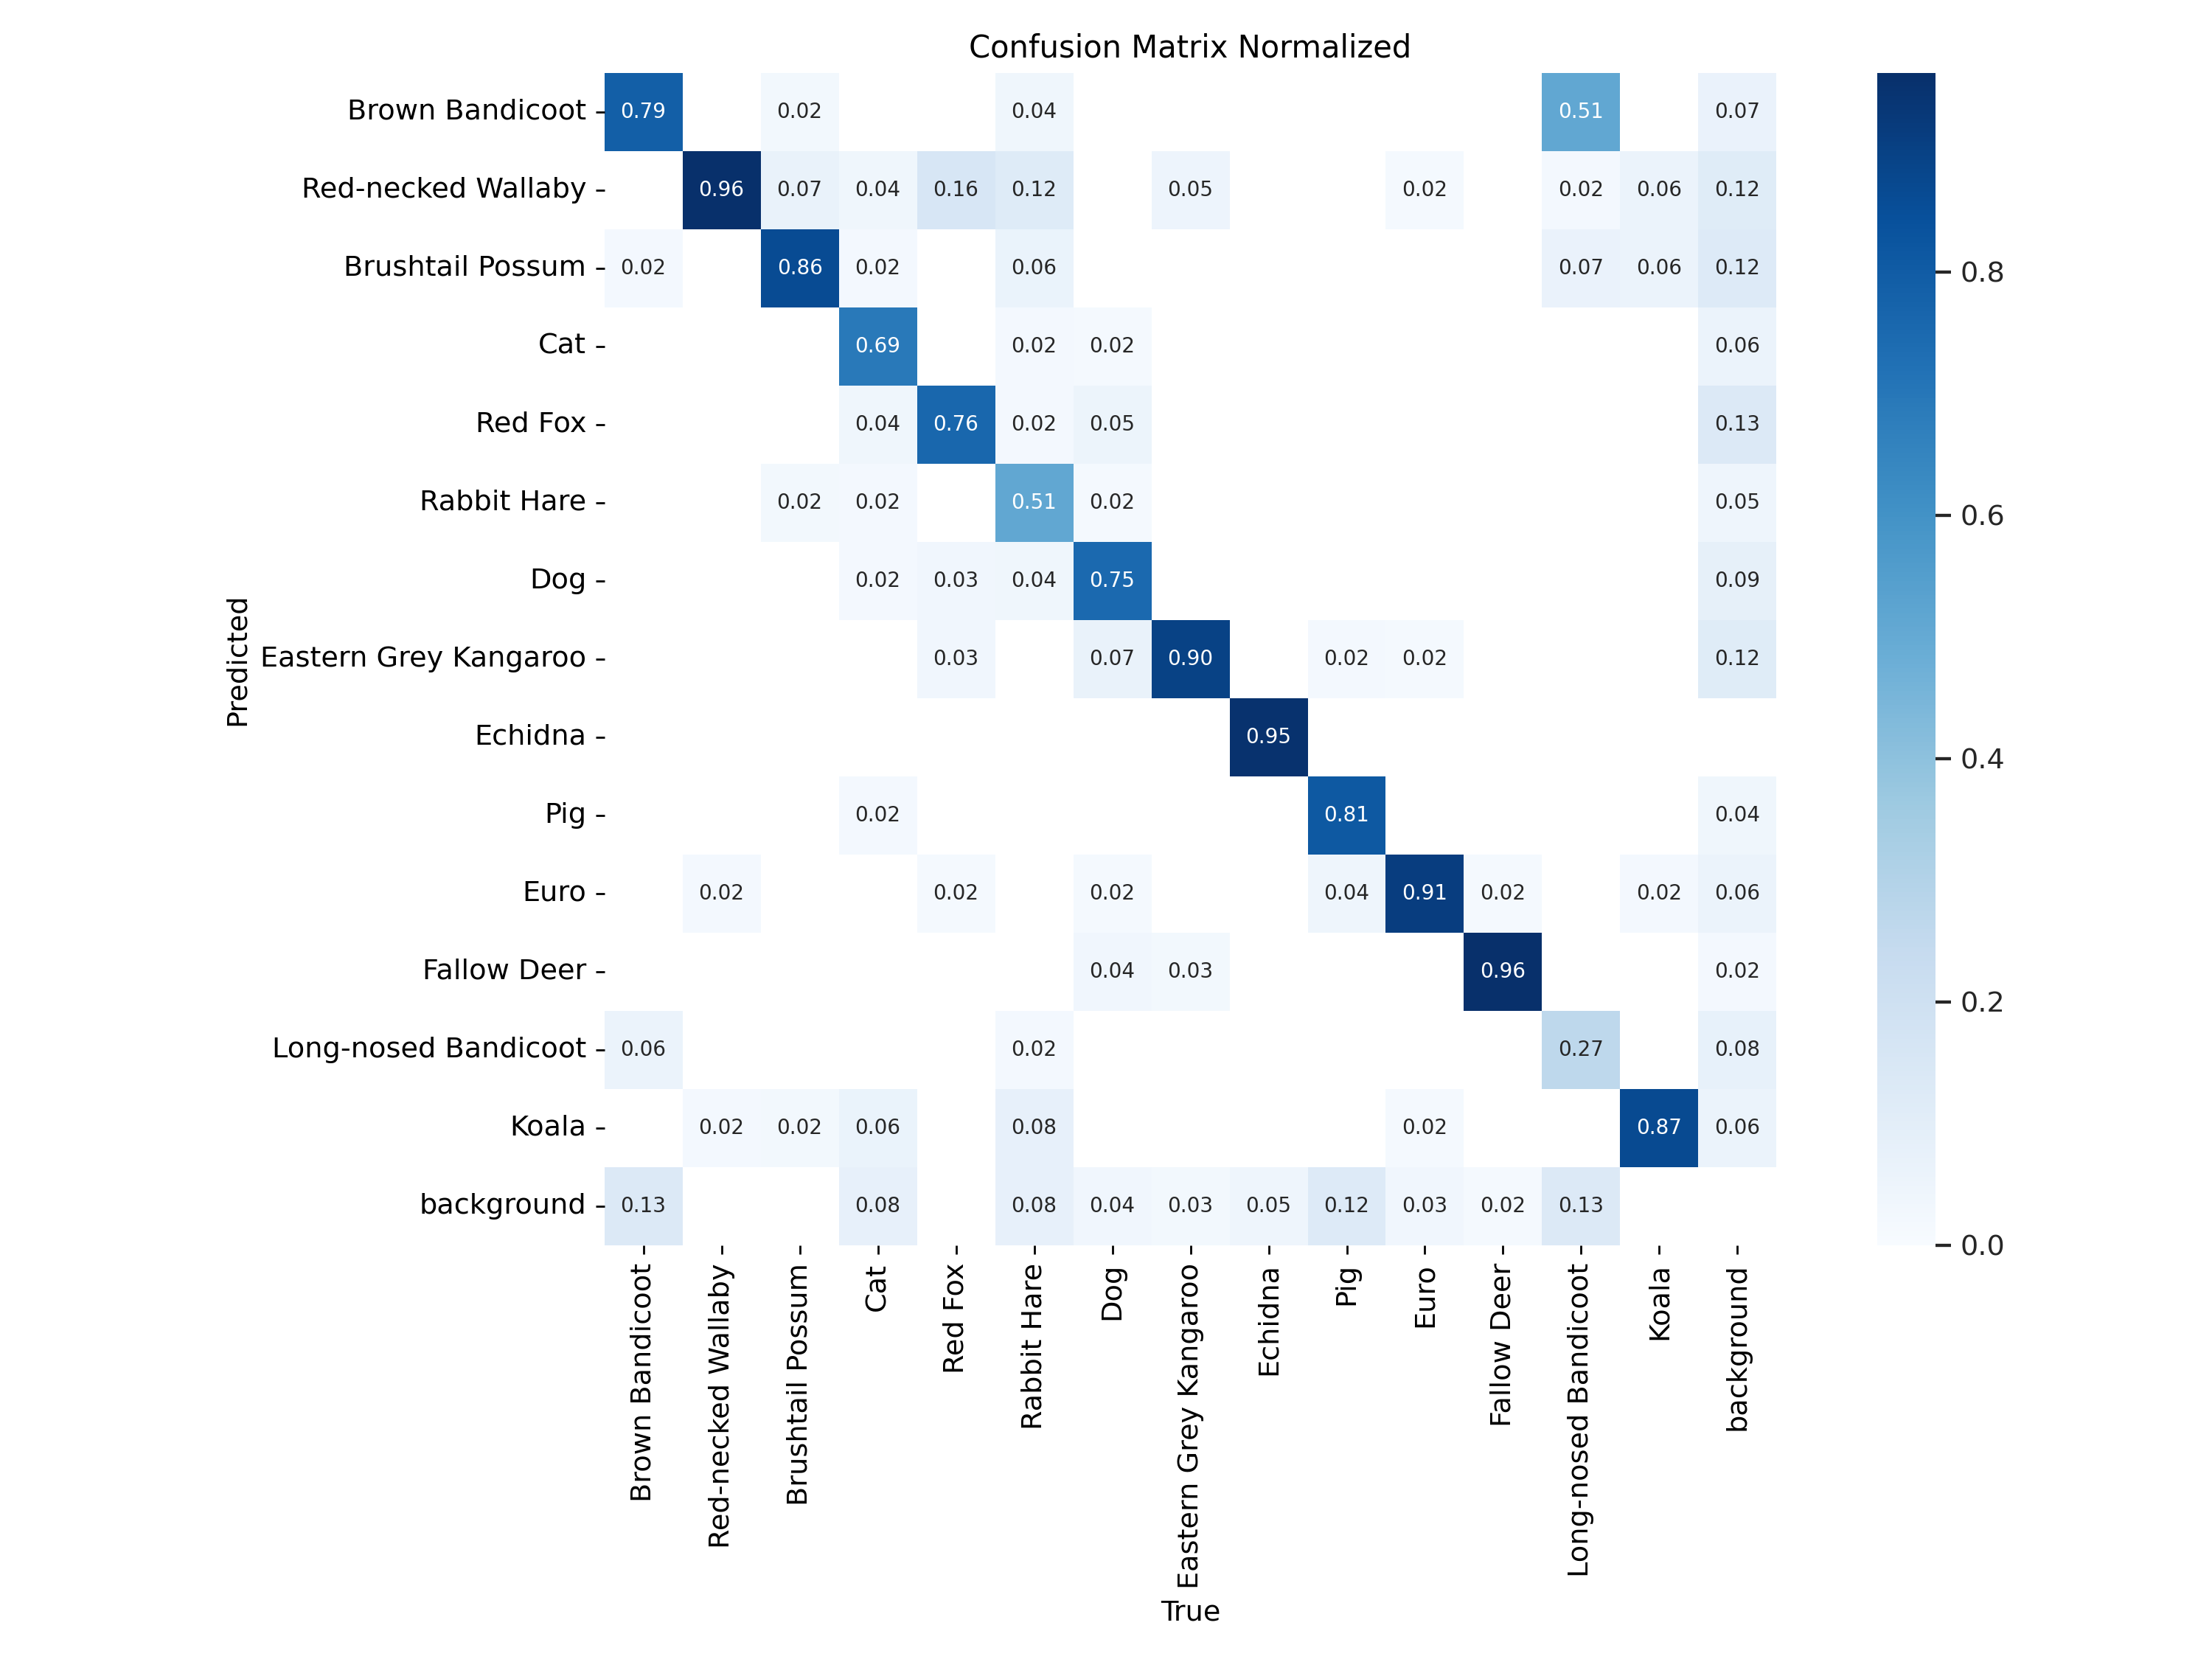 Confusion Matrix Normalized
Brown Bandicoot 0.79 0.02 0.04 0.51 0.07
Red-necked Wallaby 0.96 0.07 0.04 0.16 0.12 0.05 0.02 0.02 0.06 0.12
Brushtail Possum 0.02 0.86 0.02 0.06 0.07 0.06 0.12
0.8
Cat 0.69 0.02 0.02 0.06
Red Fox 0.04 0.76 0.02 0.05 0.13
Rabbit Hare 0.02 0.02 0.51 0.02 0.05
0.6
Dog 0.02 0.03 0.04 0.75 0.09
Predicted
Eastern Grey Kangaroo 0.03 0.07 0.90 0.02 0.02 0.12
Echidna 0.95
0.4
Pig 0.02 0.81 0.04
Euro 0.02 0.02 0.02 0.04 0.91 0.02 0.02 0.06
Fallow Deer 0.04 0.03 0.96 0.02
0.2
Long-nosed Bandicoot 0.06 0.02 0.27 0.08
Koala 0.02 0.02 0.06 0.08 0.02 0.87 0.06
background 0.13 0.08 0.08 0.04 0.03 0.05 0.12 0.03 0.02 0.13
0.0
Brown Bandicoot
Red-necked Wallaby
Brushtail Possum
Cat
Red Fox
Rabbit Hare
Dog
Eastern Grey Kangaroo
Echidna
Pig
Euro
Fallow Deer
Long-nosed Bandicoot
Koala
background
True